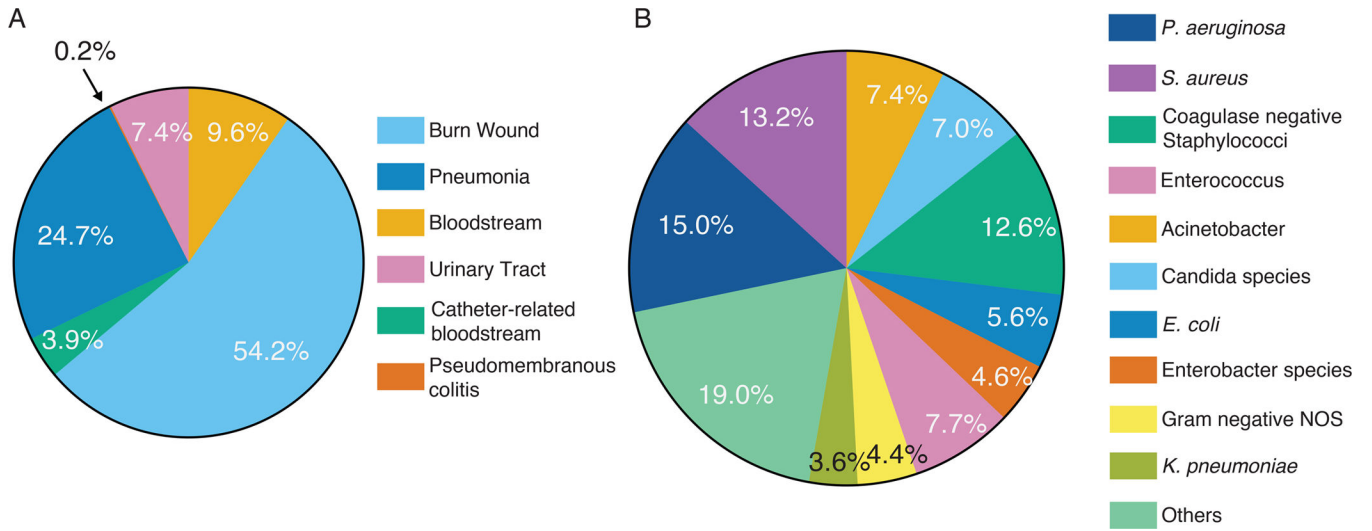 A
0.2%
7.4%
9.6%
24.7%
3.9%
54.2%
Burn Wound
Pneumonia
Bloodstream
Urinary Tract
Catheter-related
bloodstream
Pseudomembranous
colitis
B
13.2%
7.4%
7.0%
15.0%
12.6%
5.6%
4.6%
19.0%
7.7%
3.6%
4.4%
P. aeruginosa
S. aureus
Coagulase negative
Staphylococci
Enterococcus
Acinetobacter
Candida species
E. coli
Enterobacter species
Gram negative NOS
K. pneumoniae
Others